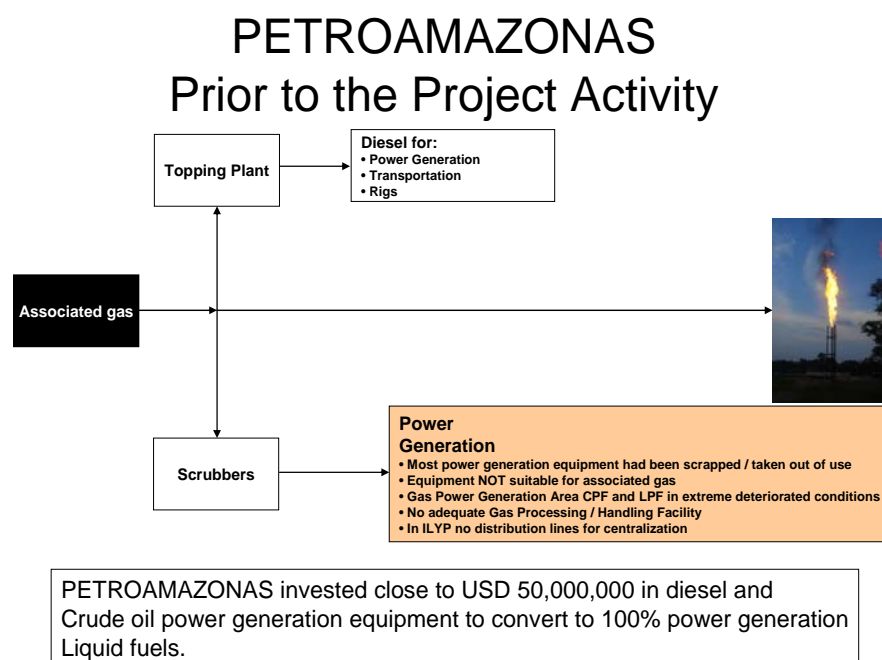 PETROAMAZONAS
Prior to the Project Activity
Topping Plant
Diesel for:
• Power Generation
• Transportation
• Rigs
Associated gas
Scrubbers
Power
Generation
• Most power generation equipment had been scrapped / taken out of use
• Equipment NOT suitable for associated gas
• Gas Power Generation Area CPF and LPF in extreme deteriorated conditions
• No adequate Gas Processing / Handling Facility
• In ILYP no distribution lines for centralization
PETROAMAZONAS invested close to USD 50,000,000 in diesel and
Crude oil power generation equipment to convert to 100% power generation
Liquid fuels.